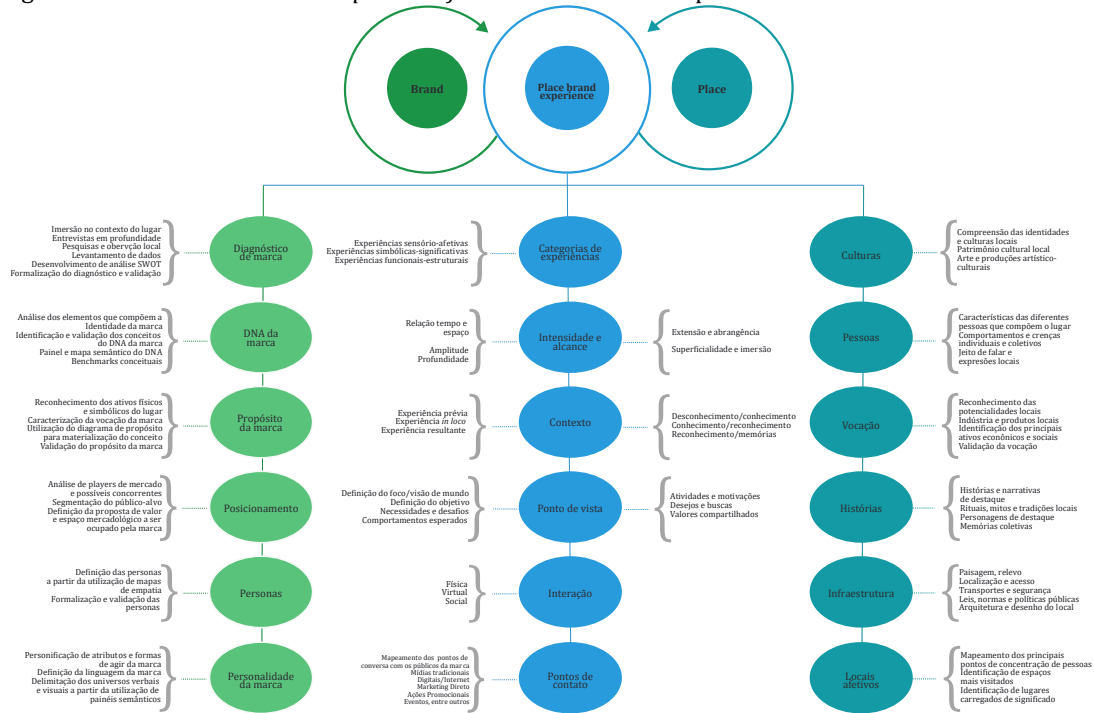 Brand
Place brand
experience
Place
Imersão no contexto do lugar
Entrevistas em profundidade
Pesquisas e obervção local
Levantamento de dados
Desenvolvimento de análise SWOT
Formalização do diagnóstico e validação
Diagnóstico
de marca
Experiências sensório-afetivas
Experiências simbólicas-significativas
Experiências funcionais-estruturais
Categorias de
experiências
Culturas
Compreensão das identidades
e culturas locais
Patrimônio cultural local
Arte e produções artístico-
culturais
Análise dos elementos que compõem a
Identidade da marca
Identificação e validação dos conceitos
do DNA da marca
Painel e mapa semântico do DNA
Benchmarks conceituais
DNA da
marca
Relação tempo e
espaço
Amplitude
Profundidade
Intensidade e
alcance
Extensão e abrangência
Superficialidade e imersão
Pessoas
Características das diferentes
pessoas que compõem o lugar
Comportamentos e crenças
individuais e coletivos
Jeito de falar e
expresões locais
Reconhecimento dos ativos físicos
e simbólicos do lugar
Caracterização da vocação da marca
Utilização do diagrama de propósito
para materialização do conceito
Validação do propósito da marca
Propósito
da marca
Experiência prévia
Experiência in loco
Experiência resultante
Contexto
Desconhecimento/conhecimento
Conhecimento/reconhecimento
Reconhecimento/memórias
Vocação
Reconhecimento das
potencialidades locais
Indústria e produtos locais
Identificação dos principais
ativos econômicos e sociais
Validação da vocação
Análise de players de mercado
e possíveis concorrentes
Segmentação do público-alvo
Definição da proposta de valor
e espaço mercadológico a ser
ocupado pela marca
Posicionamento
Definição do foco/visão de mundo
Definição do objetivo
Necessidades e desafios
Comportamentos esperados
Ponto de vista
Atividades e motivações
Desejos e buscas
Valores compartilhados
Histórias
Histórias e narrativas
de destaque
Rituais, mitos e tradições locais
Personagens de destaque
Memórias coletivas
Definição das personas
a partir da utilização de mapas
de empatia
Formalização e validação das
personas
Personas
Física
Virtual
Social
Interação
Infraestrutura
Paisagem, relevo
Localização e acesso
Transportes e segurança
Leis, normas e políticas públicas
Arquitetura e desenho do local
Personificação de atributos e formas
de agir da marca
Definição da linguagem da marca
Delimitação dos universos verbais
e visuais a partir da utilização de
painéis semânticos
Personalidade
da marca
Mapeamento dos pontos de
conversa com os públicos da marca
Mídias tradicionais
Digitais/Internet
Marketing Direto
Ações Promocionais
Eventos, entre outros
Pontos de
contato
Locais
afetivos
Mapeamento dos principais
pontos de concentração de pessoas
Identificação de espaços
mais visitados
Identificação de lugares
carregados de significado